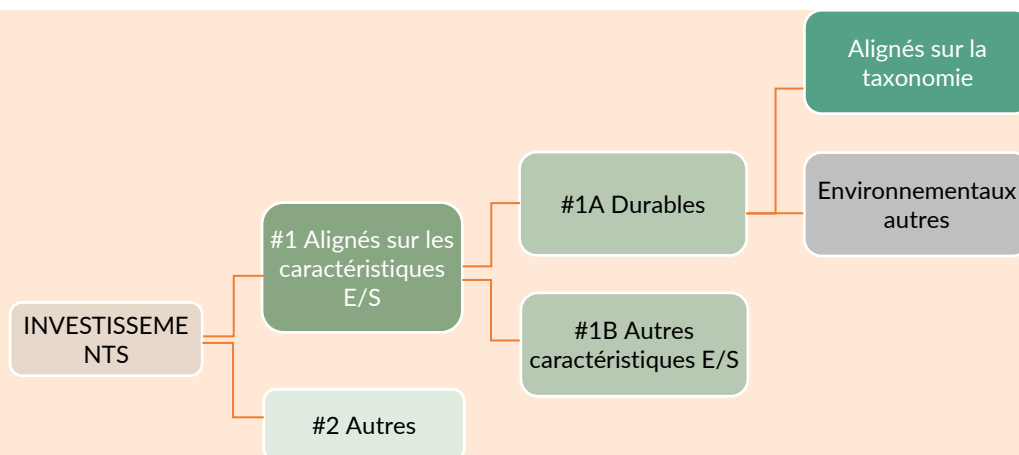 Alignés sur la
taxonomie
Environnementaux
autres
#1A Durables
#1 Alignés sur les
caractéristiques
E/S
#1B Autres
caractéristiques E/S
INVESTISSEME
NTS
#2 Autres